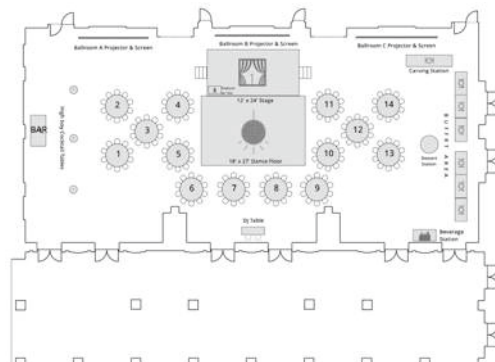 Ballroom A Projector & Screen
Ballroom B Projector & Screen
Ballroom C Projector & Screen
Carving Station
12' x 24' Stage
2
4
11
14
3
12
BAR
High boy Cocktail Tables
1
5
10
13
18' x 27' Dance Floor
Dessert
Station
BUFFET AREA
6
7
8
9
DJ Table
Beverage
Station